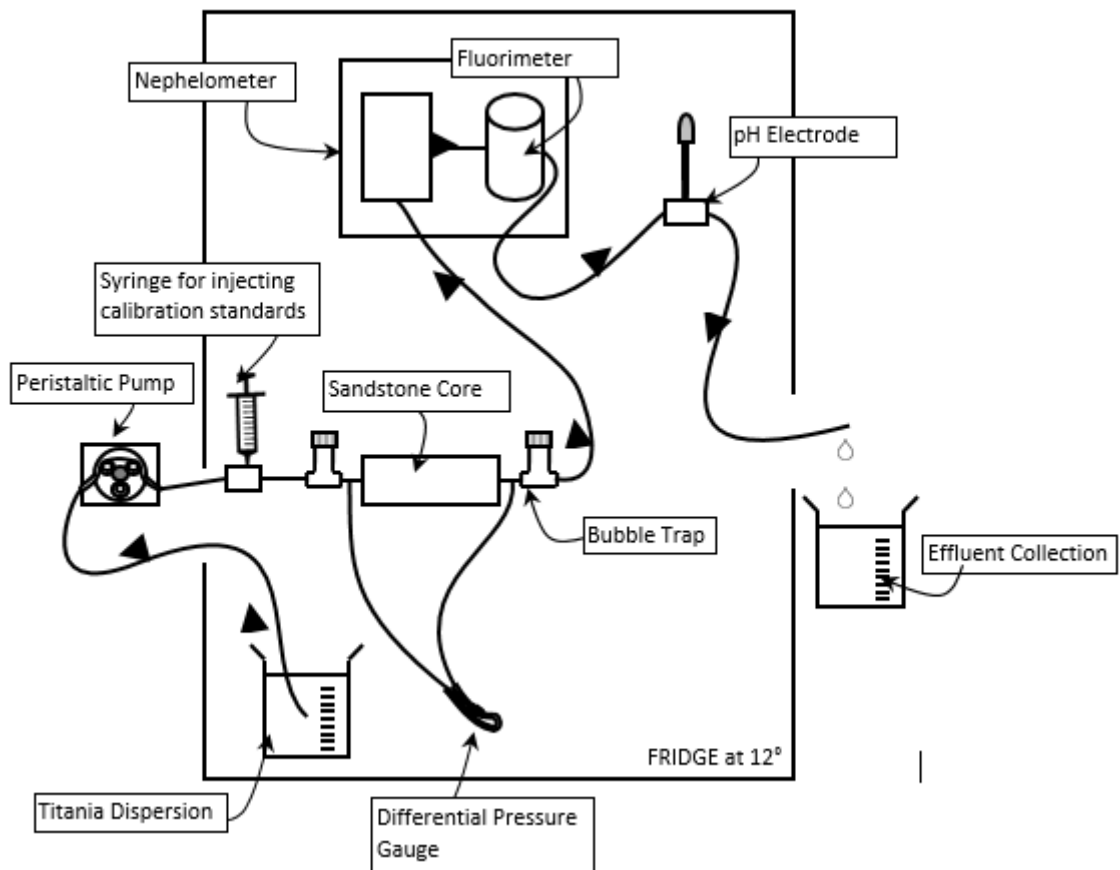 Fluorimeter
Nephelometer
pH Electrode
Syringe for injecting
calibration standards
Peristaltic Pump
Sandstone Core
Bubble Trap
Effluent Collection
FRIDGE at 12⁰
Titania Dispersion
Differential Pressure
Gauge